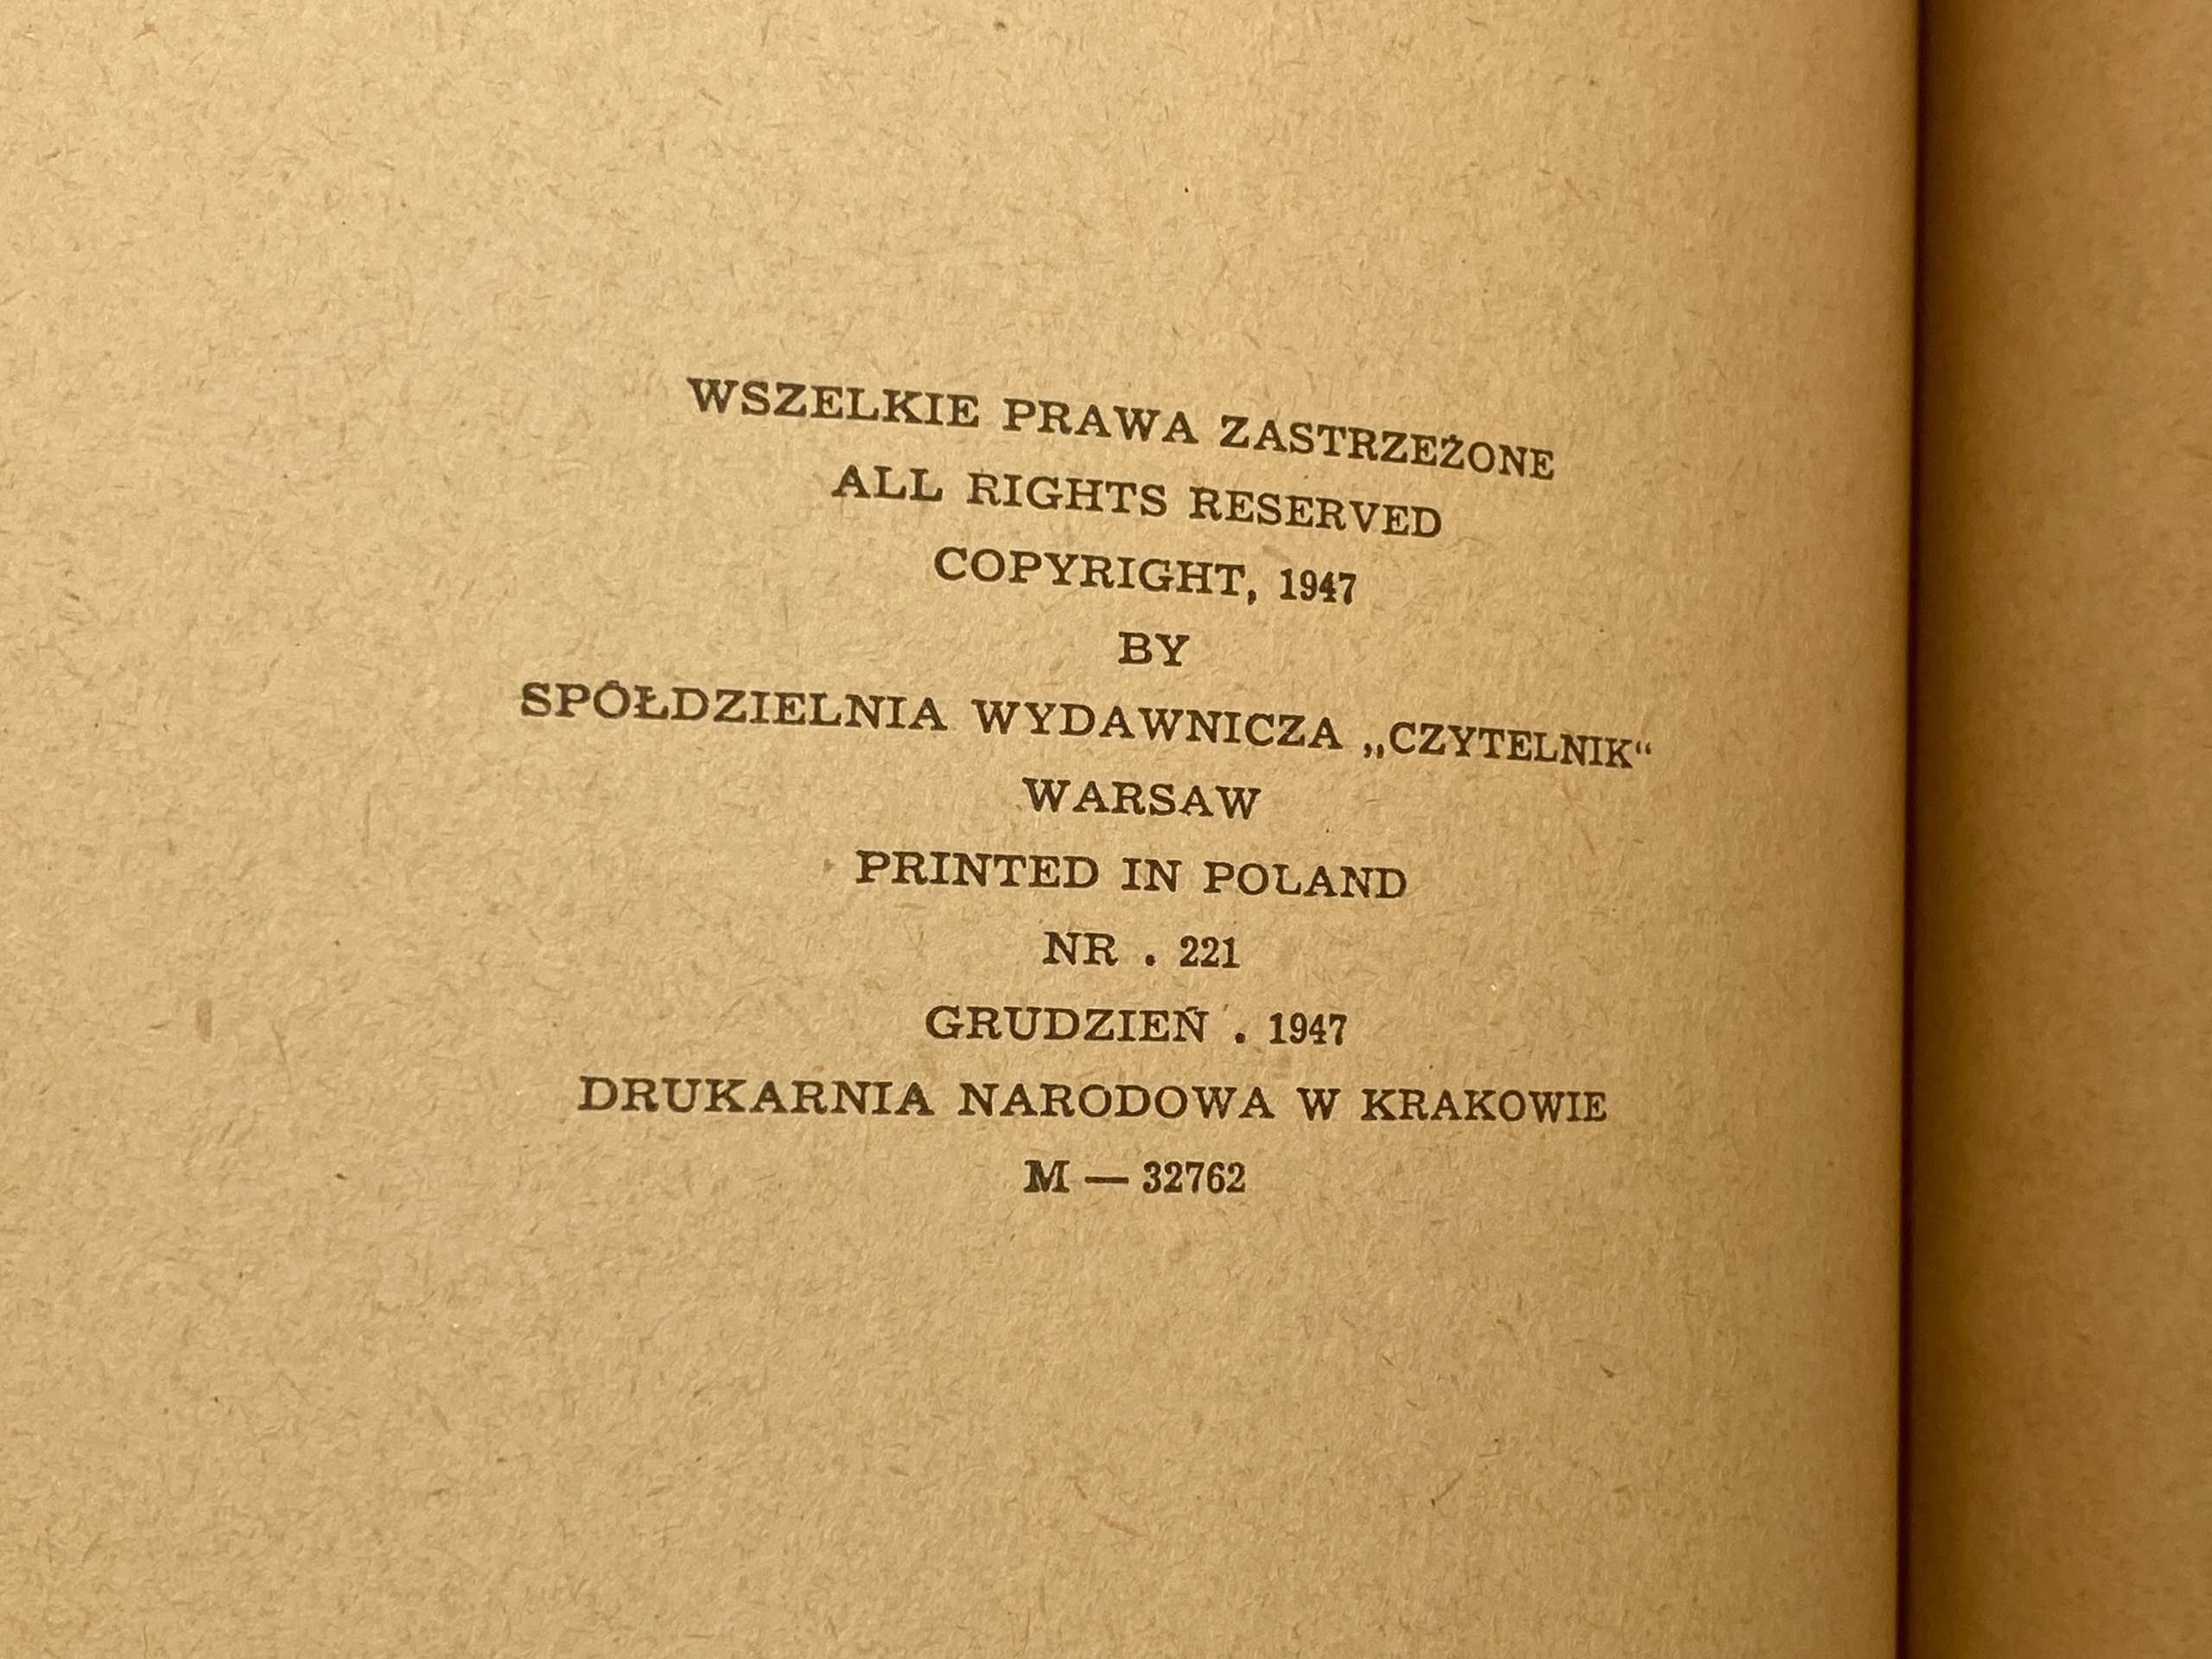 WSZELKIE PRAWA ZASTRZEŻONE
ALL RIGHTS RESERVED
COPYRIGHT, 1947
BY
SPÓŁDZIELNIA WYDAWNICZA „CZYTELNIK“
WARSAW
PRINTED IN POLAND
NR . 221
GRUDZIEŃ . 1947
DRUKARNIA NARODOWA W KRAKOWIE
M — 32762